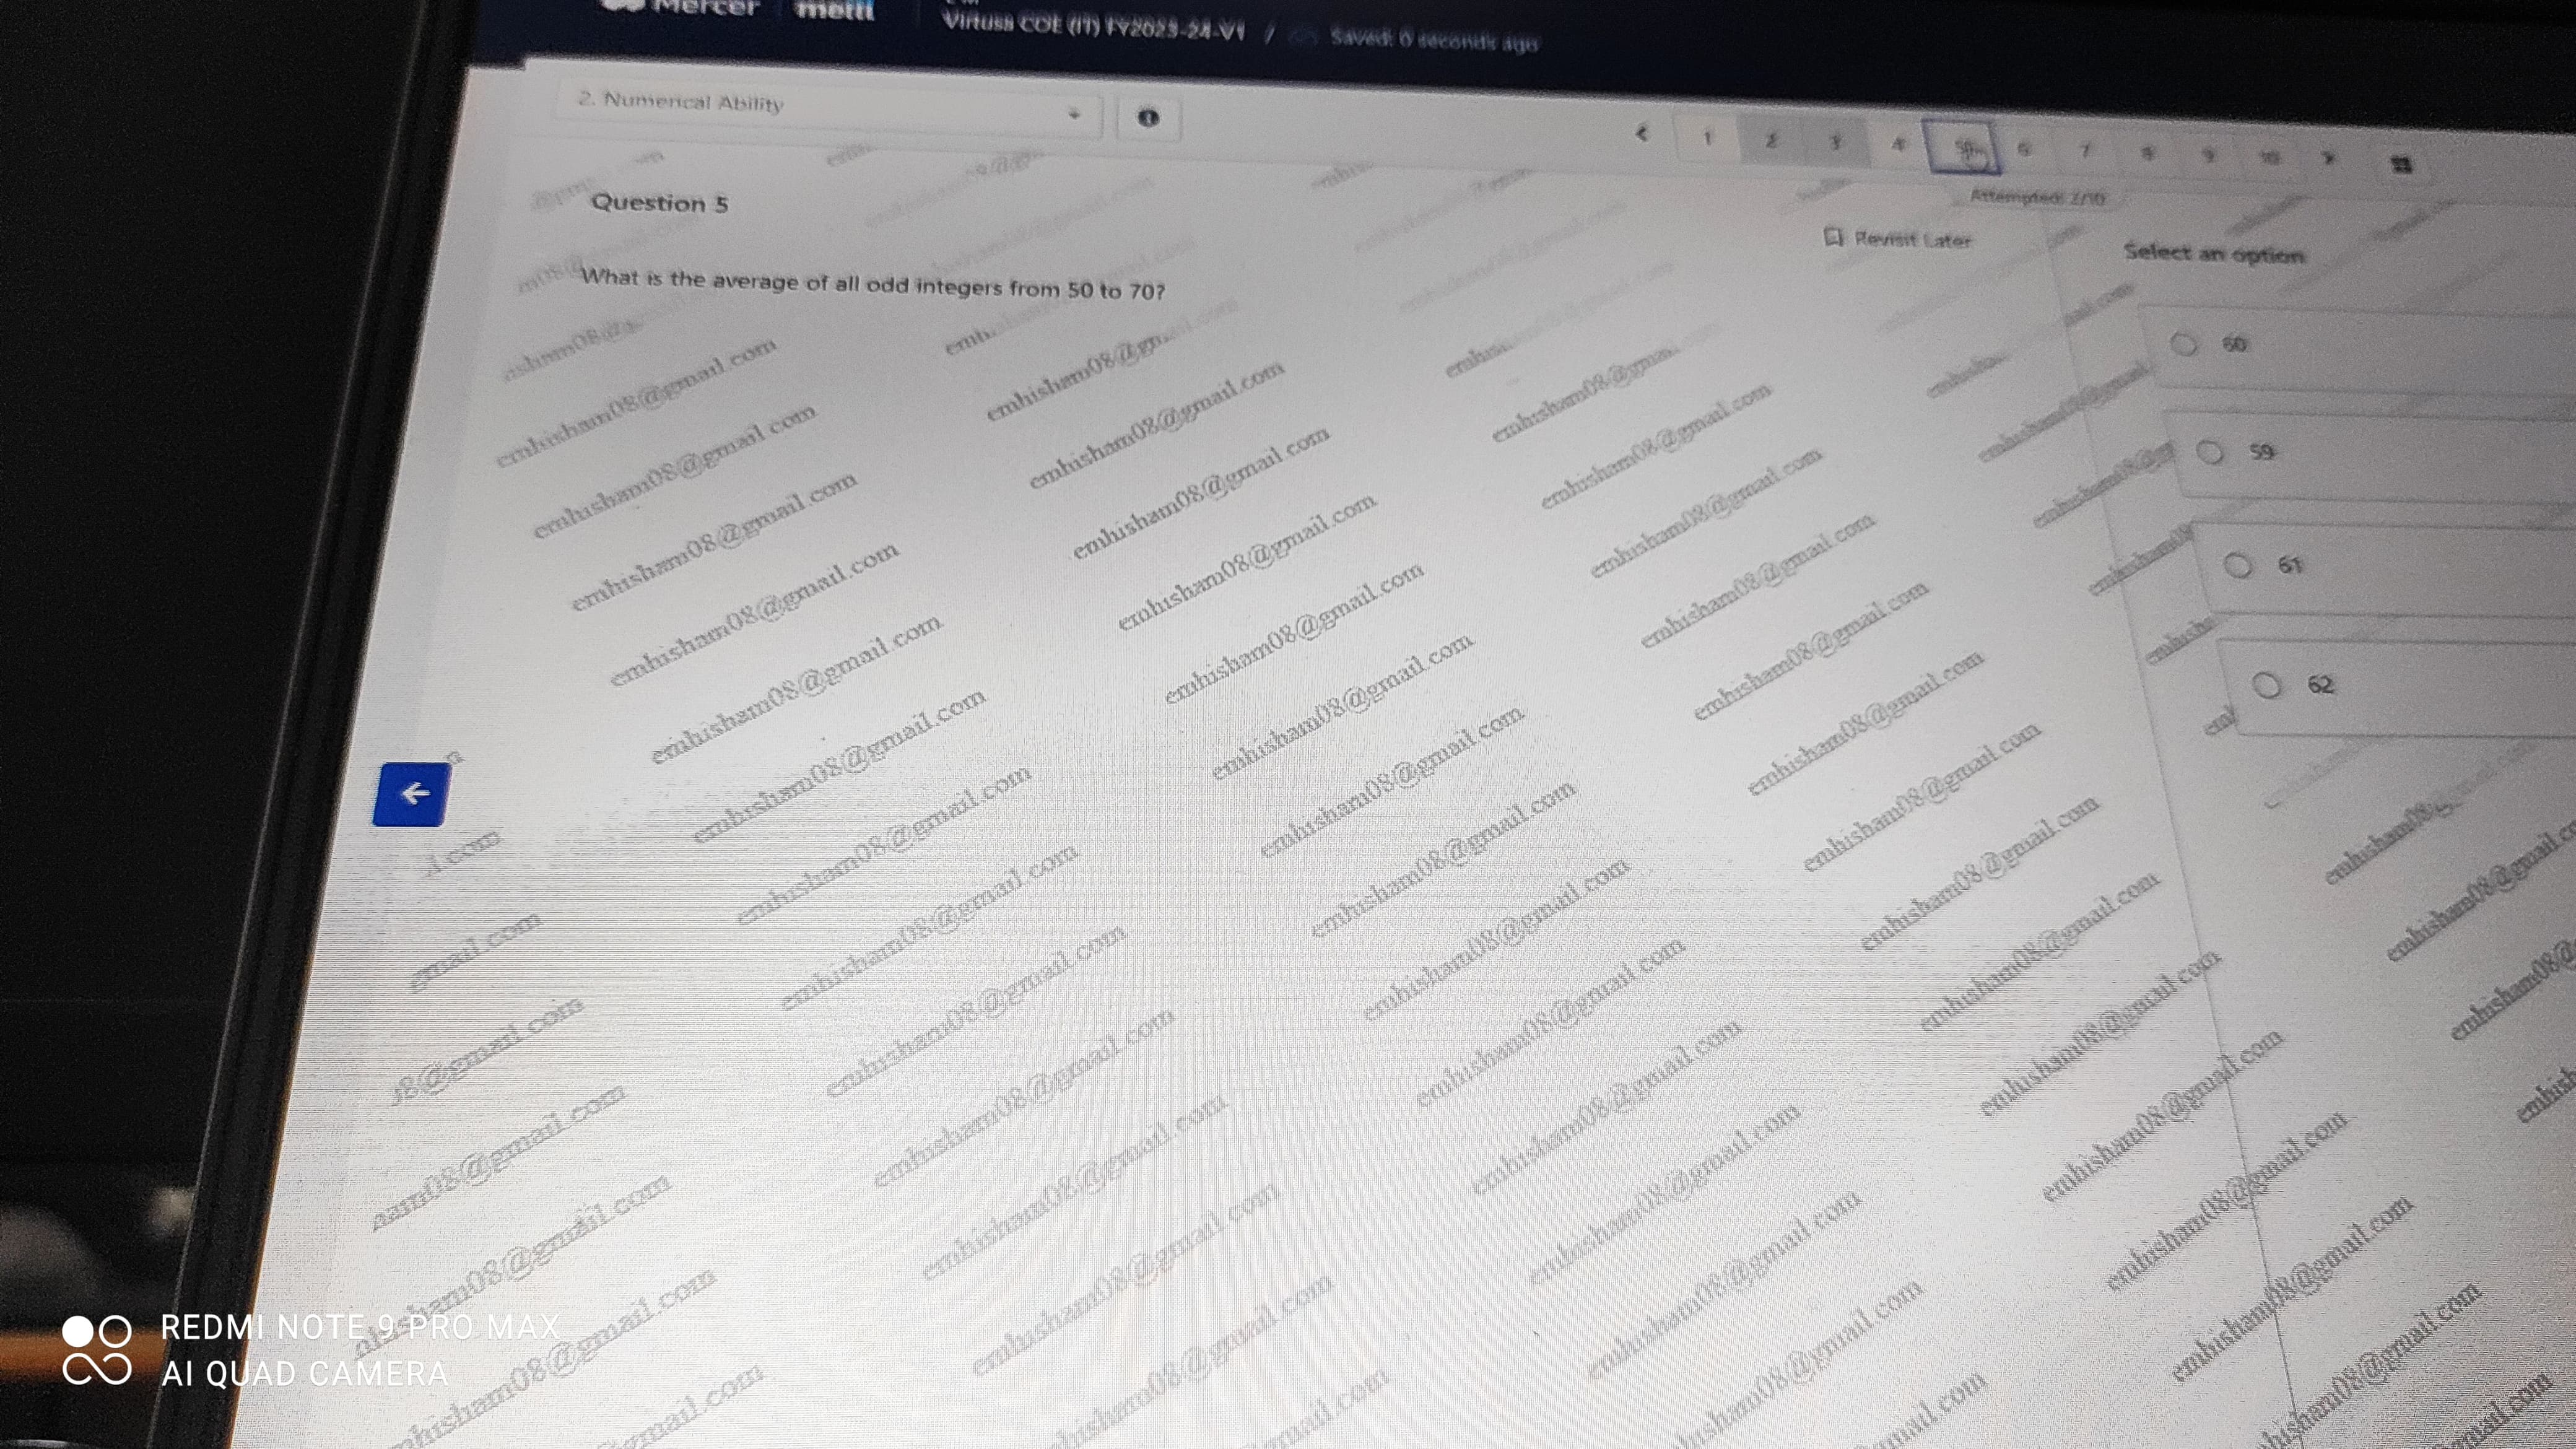 Mercer mettl
Virtusa COE (IT) FY2023-24-V1 / Saved: 0 seconds ago
2. Numerical Ability
1 2 3 4 5 6 7 8 9 10
Attempted: 2/10
Question 5
Revisit Later
What is the average of all odd integers from 50 to 70?
Select an option
60
59
61
62
emhisham08@gmail.com
REDMI NOTE 9 PRO MAX
AI QUAD CAMERA